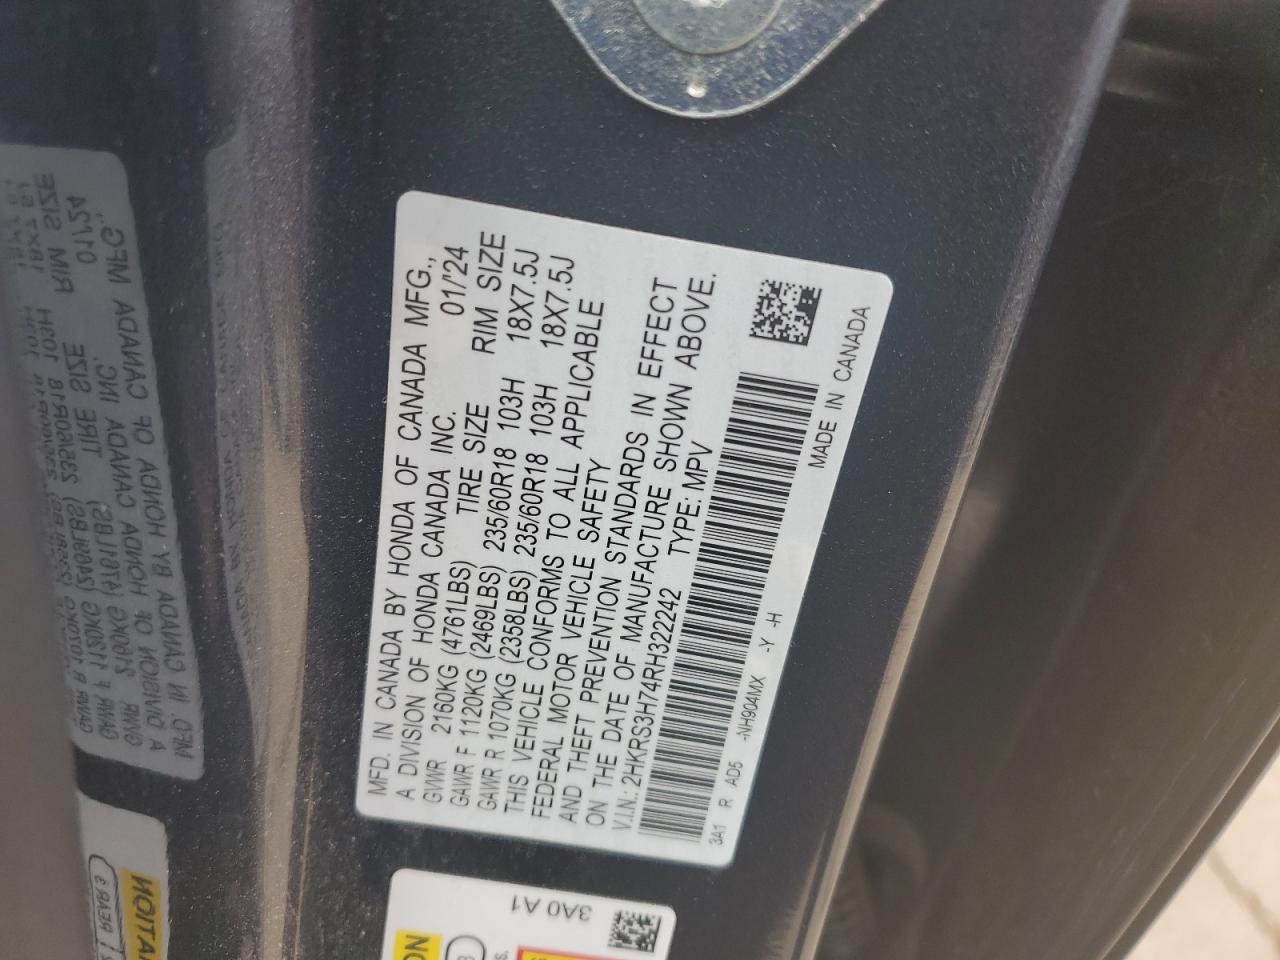 MFD. IN CANADA BY HONDA OF CANADA MFG.,
A DIVISION OF HONDA CANADA INC. 01/'24
GVWR 2160KG (4761LBS) TIRE SIZE RIM SIZE
GAWR F 1120KG (2469LBS) 235/60R18 103H 18X7.5J
GAWR R 1070KG (2358LBS) 235/60R18 103H 18X7.5J
THIS VEHICLE CONFORMS TO ALL APPLICABLE
FEDERAL MOTOR VEHICLE SAFETY
AND THEFT PREVENTION STANDARDS IN EFFECT
ON THE DATE OF MANUFACTURE SHOWN ABOVE.
V.I.N.: 2HKRS3H74RH322242 TYPE: MPV
3A1 R AD5 -NH904MX -Y -H
MADE IN CANADA
3A0 A1